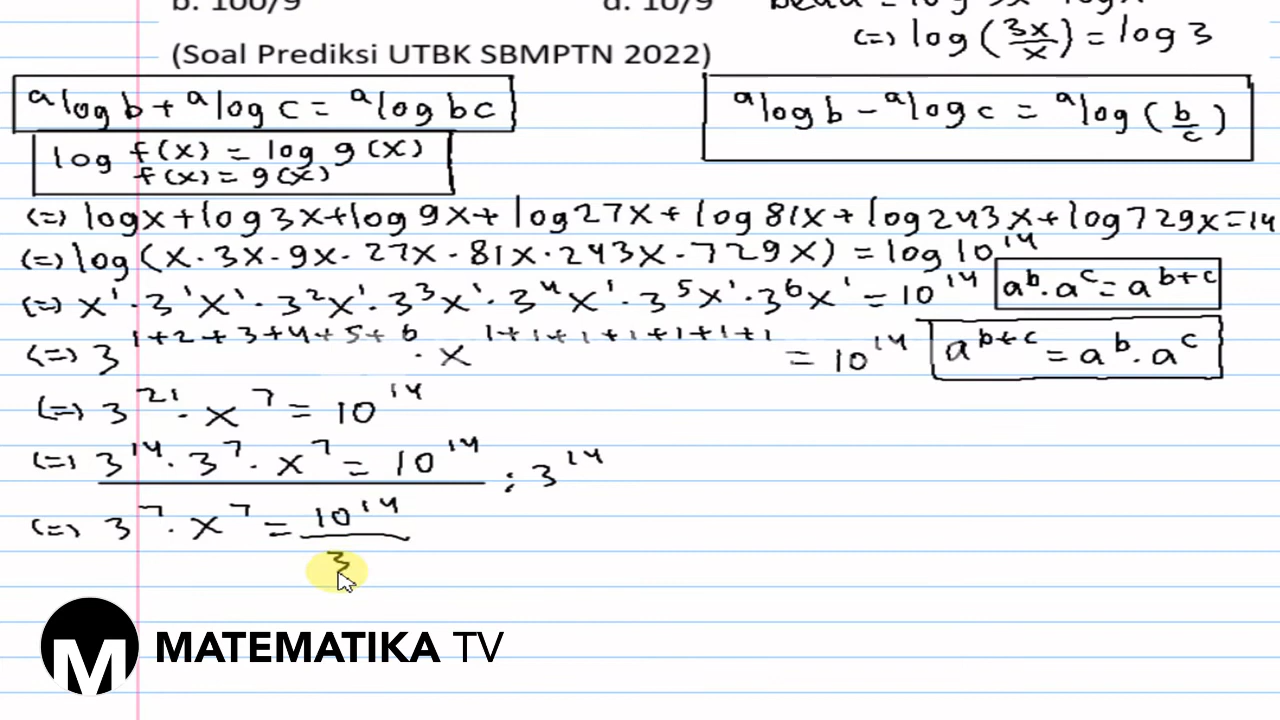 b. 100/9 d. 10/9 beda = log 3x - log x
(=) log (3x/x) = log 3
(Soal Prediksi UTBK SBMPTN 2022)
ᵃlog b + ᵃlog c = ᵃlog bc
ᵃlog b - ᵃlog c = ᵃlog (b/c)
log f(x) = log g(x)
f(x) = g(x)
(=) log x + log 3x + log 9x + log 27x + log 81x + log 243x + log 729x = 14
(=) log (x · 3x · 9x · 27x · 81x · 243x · 729x) = log 10¹⁴
(=) x¹ · 3¹x¹ · 3²x¹ · 3³x¹ · 3⁴x¹ · 3⁵x¹ · 3⁶x¹ = 10¹⁴
aᵇ · aᶜ = aᵇ⁺ᶜ
(=) 3¹⁺²⁺³⁺⁴⁺⁵⁺⁶ · x¹⁺¹⁺¹⁺¹⁺¹⁺¹⁺¹ = 10¹⁴
aᵇ⁺ᶜ = aᵇ · aᶜ
(=) 3²¹ · x⁷ = 10¹⁴
(=) 3¹⁴ · 3⁷ · x⁷ = 10¹⁴ : 3¹⁴
(=) 3⁷ · x⁷ = 10¹⁴/3
M MATEMATIKA TV